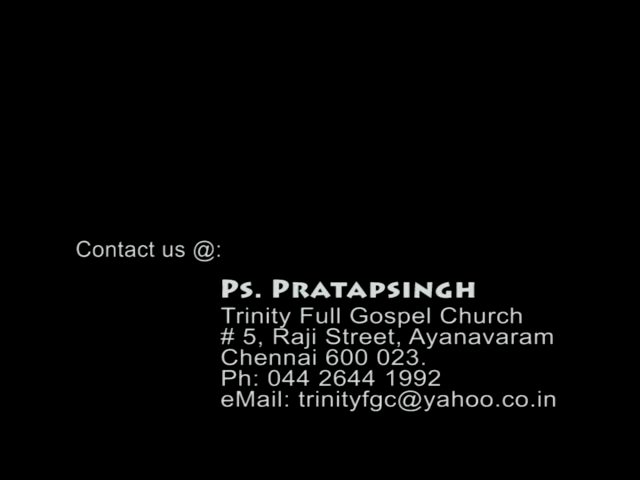 Contact us @:
Ps. Pratapsingh
Trinity Full Gospel Church
# 5, Raji Street, Ayanavaram
Chennai 600 023.
Ph: 044 2644 1992
eMail: trinityfgc@yahoo.co.in